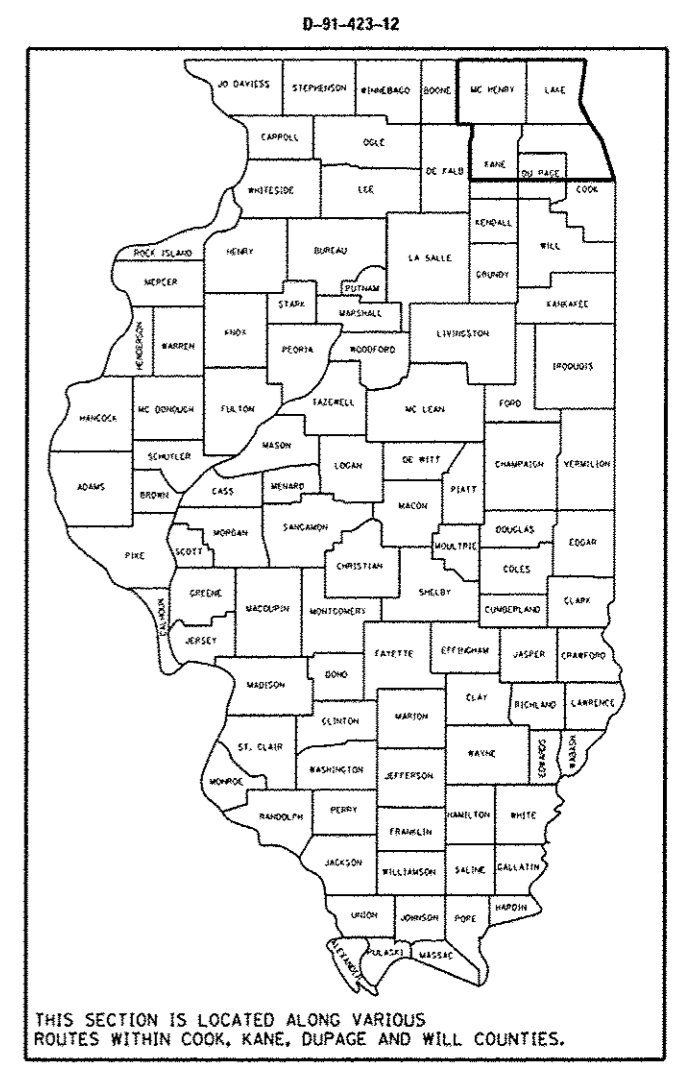 D-91-423-12
JO DAVIESS
STEPHENSON
WINNEBAGO
BOONE
MC HENRY
LAKE
CARROLL
OGLE
DE KALB
KANE
DU PAGE
COOK
WHITESIDE
LEE
KENDALL
WILL
ROCK ISLAND
HENRY
BUREAU
LA SALLE
GRUNDY
MERCER
PUTNAM
STARK
MARSHALL
KANKAKEE
HENDERSON
WARREN
KNOX
PEORIA
WOODFORD
LIVINGSTON
IROQUOIS
HANCOCK
MC DONOUGH
FULTON
TAZEWELL
MC LEAN
FORD
SCHUYLER
MASON
LOGAN
DE WITT
CHAMPAIGN
VERMILION
ADAMS
BROWN
CASS
MENARD
PIATT
MACON
PIKE
SCOTT
MORGAN
SANGAMON
MOULTRIE
DOUGLAS
EDGAR
CHRISTIAN
COLES
CALHOUN
GREENE
MACOUPIN
MONTGOMERY
SHELBY
CUMBERLAND
CLARK
JERSEY
FAYETTE
EFFINGHAM
JASPER
CRAWFORD
MADISON
BOND
CLAY
RICHLAND
LAWRENCE
CLINTON
MARION
ST. CLAIR
WAYNE
EDWARDS
WABASH
MONROE
WASHINGTON
JEFFERSON
RANDOLPH
PERRY
HAMILTON
WHITE
FRANKLIN
JACKSON
WILLIAMSON
SALINE
GALLATIN
UNION
JOHNSON
POPE
HARDIN
ALEXANDER
PULASKI
MASSAC
THIS SECTION IS LOCATED ALONG VARIOUS
ROUTES WITHIN COOK, KANE, DUPAGE AND WILL COUNTIES.